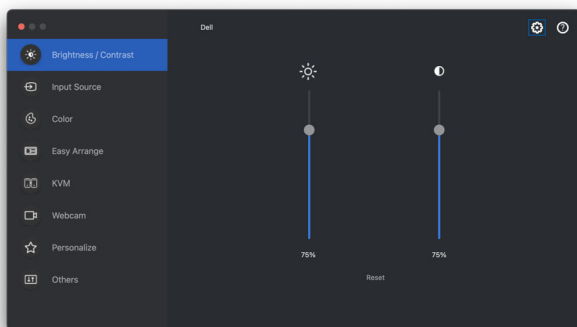 Dell
Brightness / Contrast
Input Source
Color
Easy Arrange
KVM
Webcam
Personalize
Others
75%
75%
Reset